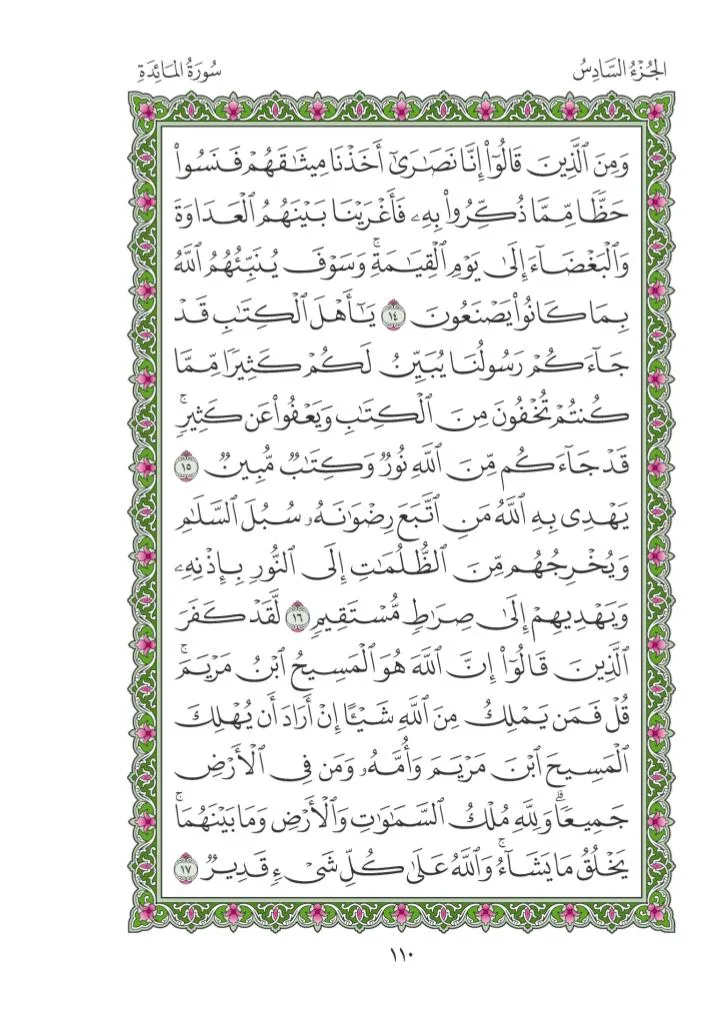 الجُزْءُ السَّادِسُ
سُورَةُ المَائِدَةِ
وَمِنَ ٱلَّذِينَ قَالُوٓاْ إِنَّا نَصَٰرَىٰٓ أَخَذْنَا مِيثَٰقَهُمْ فَنَسُواْ
حَظّٗا مِّمَّا ذُكِّرُواْ بِهِۦ فَأَغْرَيْنَا بَيْنَهُمُ ٱلْعَدَاوَةَ
وَٱلْبَغْضَآءَ إِلَىٰ يَوْمِ ٱلْقِيَٰمَةِۚ وَسَوْفَ يُنَبِّئُهُمُ ٱللَّهُ
بِمَا كَانُواْ يَصْنَعُونَ ١٤ يَٰٓأَهْلَ ٱلْكِتَٰبِ قَدْ
جَآءَكُمْ رَسُولُنَا يُبَيِّنُ لَكُمْ كَثِيرٗا مِّمَّا
كُنتُمْ تُخْفُونَ مِنَ ٱلْكِتَٰبِ وَيَعْفُواْ عَن كَثِيرٖۚ
قَدْ جَآءَكُم مِّنَ ٱللَّهِ نُورٞ وَكِتَٰبٞ مُّبِينٞ ١٥
يَهْدِي بِهِ ٱللَّهُ مَنِ ٱتَّبَعَ رِضْوَٰنَهُۥ سُبُلَ ٱلسَّلَٰمِ
وَيُخْرِجُهُم مِّنَ ٱلظُّلُمَٰتِ إِلَى ٱلنُّورِ بِإِذْنِهِۦ
وَيَهْدِيهِمْ إِلَىٰ صِرَٰطٖ مُّسْتَقِيمٖ ١٦ لَّقَدْ كَفَرَ
ٱلَّذِينَ قَالُوٓاْ إِنَّ ٱللَّهَ هُوَ ٱلْمَسِيحُ ٱبْنُ مَرْيَمَۚ
قُلْ فَمَن يَمْلِكُ مِنَ ٱللَّهِ شَيْـًٔا إِنْ أَرَادَ أَن يُهْلِكَ
ٱلْمَسِيحَ ٱبْنَ مَرْيَمَ وَأُمَّهُۥ وَمَن فِي ٱلْأَرْضِ
جَمِيعٗاۗ وَلِلَّهِ مُلْكُ ٱلسَّمَٰوَٰتِ وَٱلْأَرْضِ وَمَا بَيْنَهُمَاۚ
يَخْلُقُ مَا يَشَآءُۚ وَٱللَّهُ عَلَىٰ كُلِّ شَيْءٖ قَدِيرٞ ١٧
١١٠